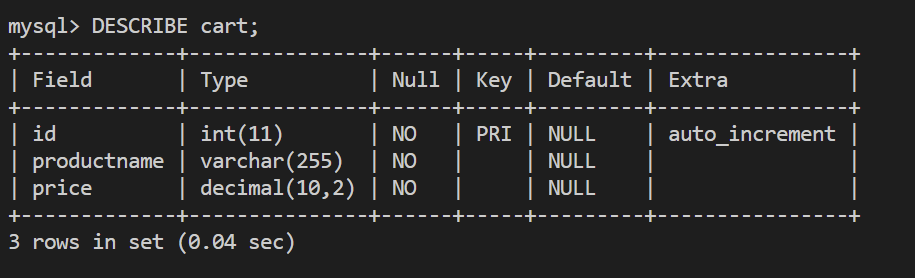 mysql> DESCRIBE cart;
+-------------+---------------+------+-----+---------+----------------+
| Field       | Type          | Null | Key | Default | Extra          |
+-------------+---------------+------+-----+---------+----------------+
| id          | int(11)       | NO   | PRI | NULL    | auto_increment |
| productname | varchar(255)  | NO   |     | NULL    |                |
| price       | decimal(10,2) | NO   |     | NULL    |                |
+-------------+---------------+------+-----+---------+----------------+
3 rows in set (0.04 sec)